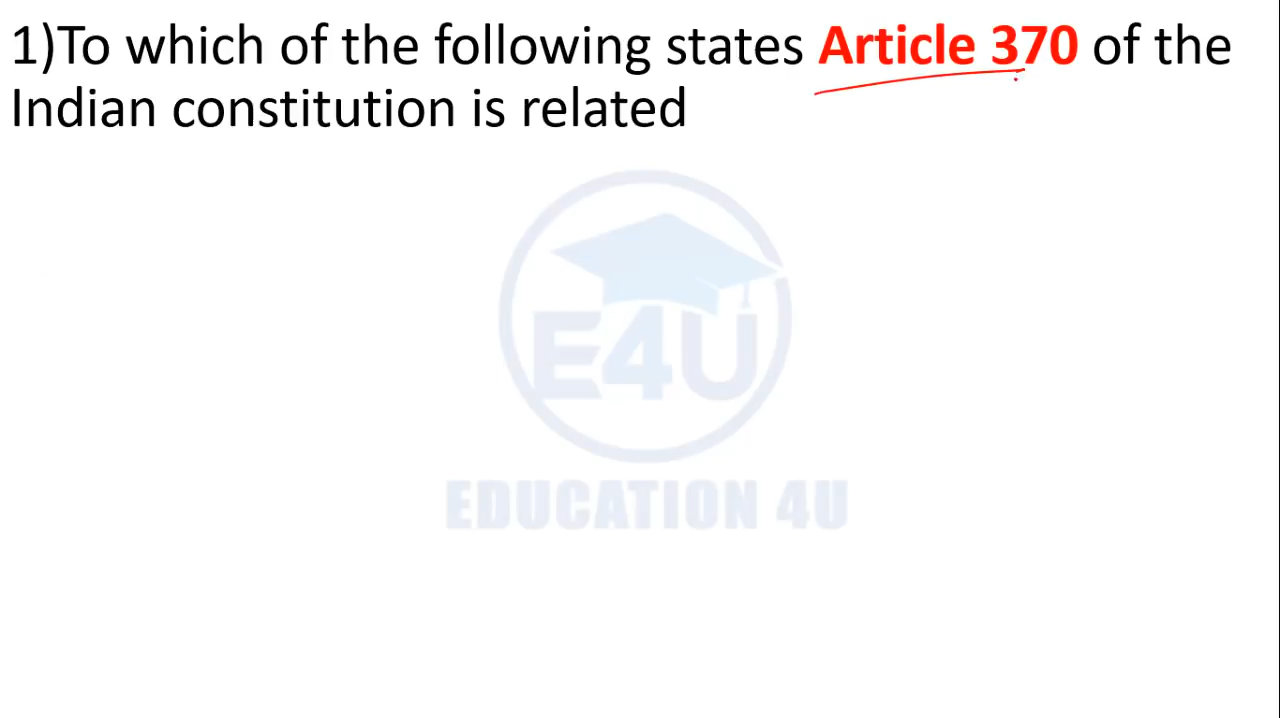 1)To which of the following states Article 370 of the
Indian constitution is related
E4U
EDUCATION 4U